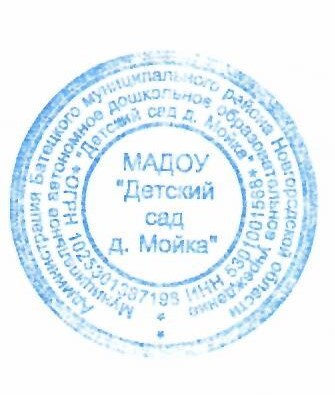 Администрация Батецкого муниципального района Новгородской области
Муниципальное автономное дошкольное образовательное учреждение
"Детский сад д. Мойка" * ОГРН 1025301387198 ИНН
МАДОУ
"Детский
сад
д. Мойка"